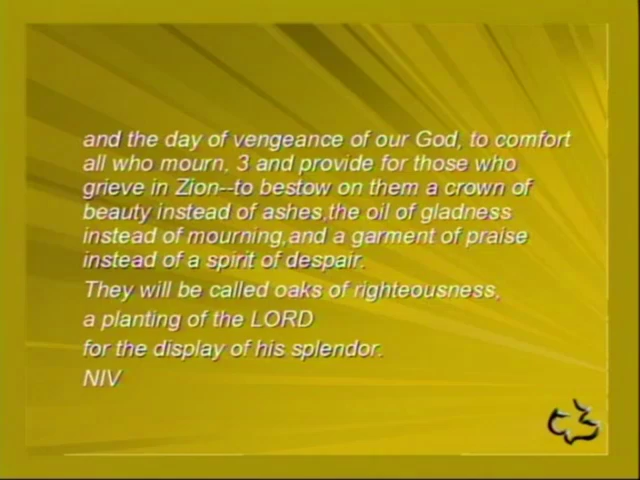 and the day of vengeance of our God, to comfort
all who mourn, 3 and provide for those who
grieve in Zion--to bestow on them a crown of
beauty instead of ashes,the oil of gladness
instead of mourning,and a garment of praise
instead of a spirit of despair.
They will be called oaks of righteousness,
a planting of the LORD
for the display of his splendor.
NIV